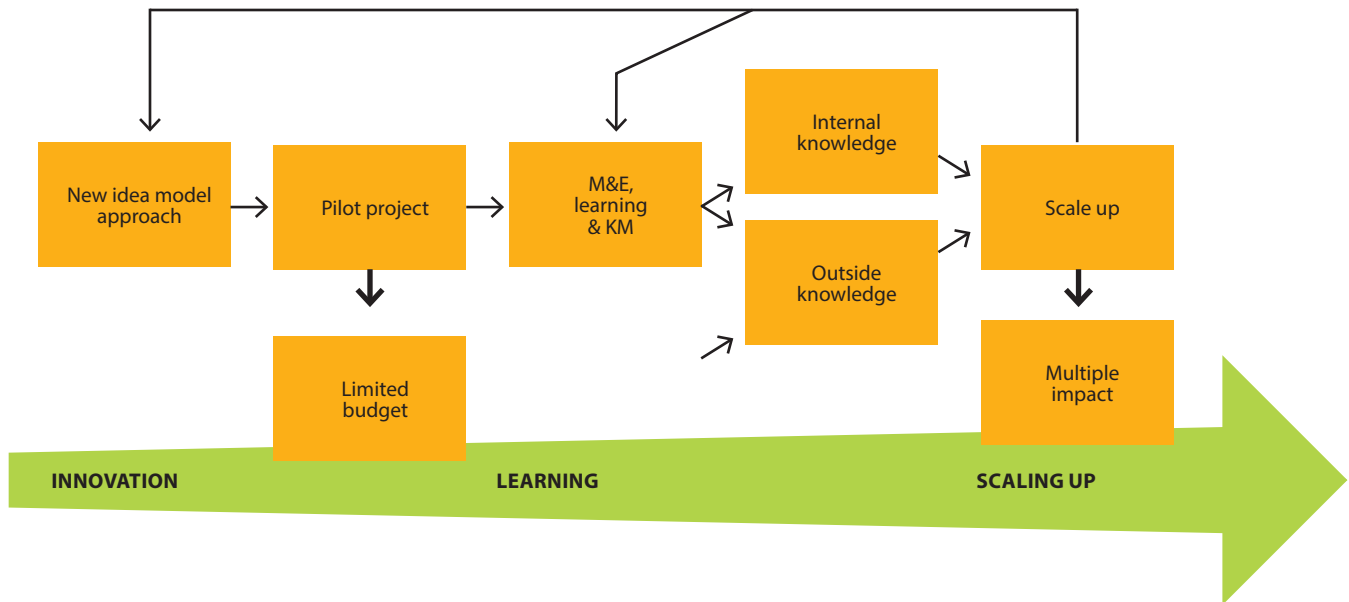 New idea model
approach
Pilot project
M&E,
learning
& KM
Internal
knowledge
Outside
knowledge
Scale up
Limited
budget
Multiple
impact
INNOVATION
LEARNING
SCALING UP